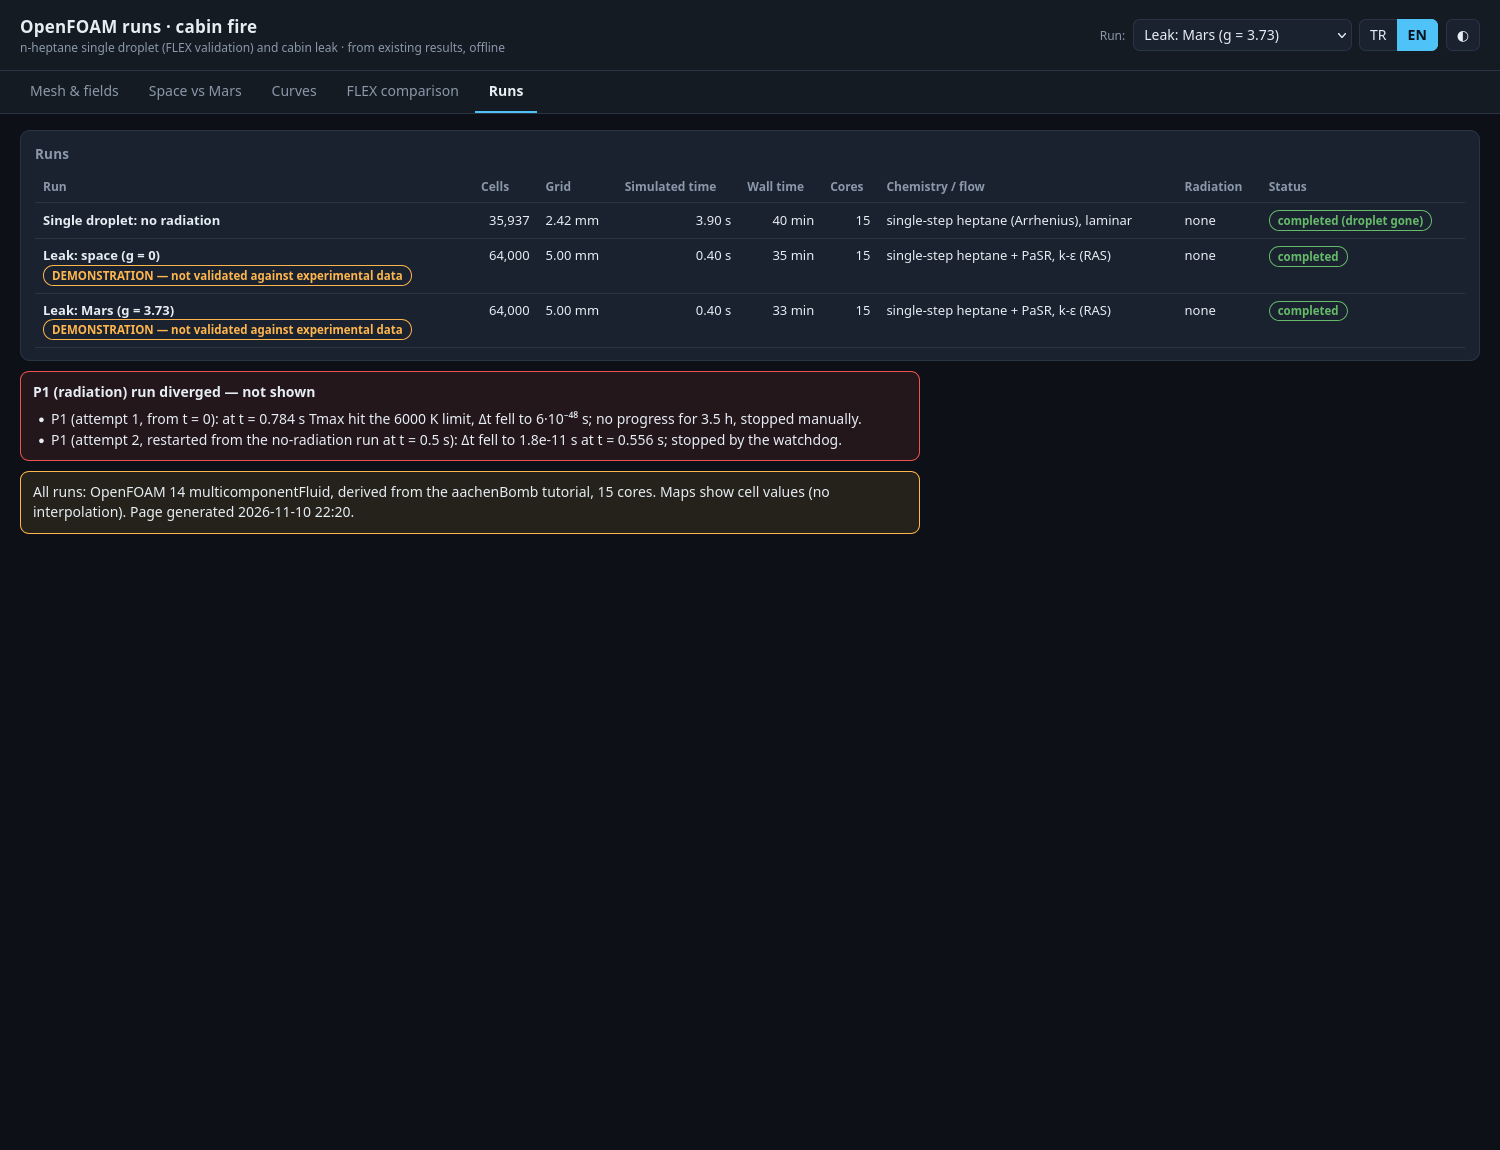 OpenFOAM runs · cabin fire
n-heptane single droplet (FLEX validation) and cabin leak · from existing results, offline
Run: Leak: Mars (g = 3.73) TR EN
Mesh & fields Space vs Mars Curves FLEX comparison Runs
Runs
Run Cells Grid Simulated time Wall time Cores Chemistry / flow Radiation Status
Single droplet: no radiation 35,937 2.42 mm 3.90 s 40 min 15 single-step heptane (Arrhenius), laminar none completed (droplet gone)
Leak: space (g = 0) 64,000 5.00 mm 0.40 s 35 min 15 single-step heptane + PaSR, k-ε (RAS) none completed
DEMONSTRATION — not validated against experimental data
Leak: Mars (g = 3.73) 64,000 5.00 mm 0.40 s 33 min 15 single-step heptane + PaSR, k-ε (RAS) none completed
DEMONSTRATION — not validated against experimental data
P1 (radiation) run diverged — not shown
• P1 (attempt 1, from t = 0): at t = 0.784 s Tmax hit the 6000 K limit, Δt fell to 6·10⁻⁴⁸ s; no progress for 3.5 h, stopped manually.
• P1 (attempt 2, restarted from the no-radiation run at t = 0.5 s): Δt fell to 1.8e-11 s at t = 0.556 s; stopped by the watchdog.
All runs: OpenFOAM 14 multicomponentFluid, derived from the aachenBomb tutorial, 15 cores. Maps show cell values (no
interpolation). Page generated 2026-11-10 22:20.